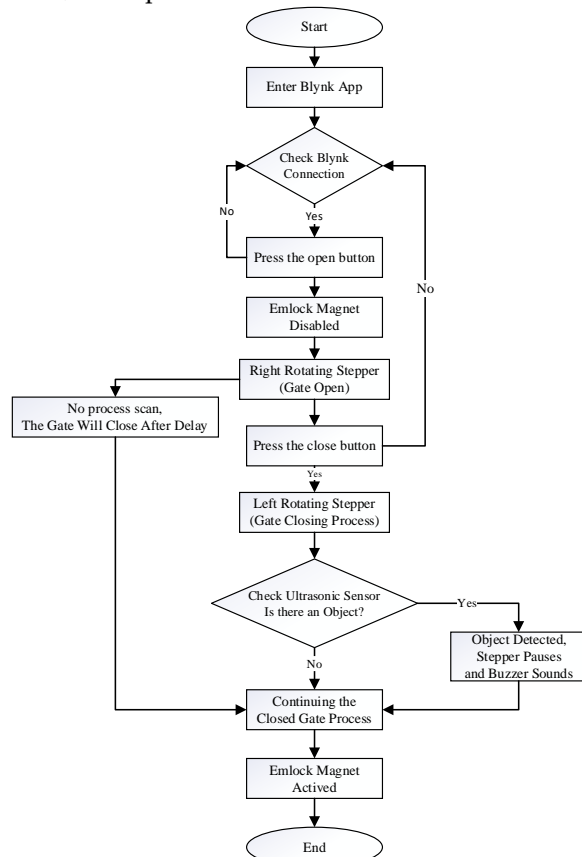 Start
Enter Blynk App
Check Blynk
Connection
No
Yes
Press the open button
No
Emlock Magnet
Disabled
Right Rotating Stepper
(Gate Open)
No process scan,
The Gate Will Close After Delay
Press the close button
Yes
Left Rotating Stepper
(Gate Closing Process)
Check Ultrasonic Sensor
Is there an Object?
Yes
Object Detected,
Stepper Pauses
and Buzzer Sounds
No
Continuing the
Closed Gate Process
Emlock Magnet
Actived
End